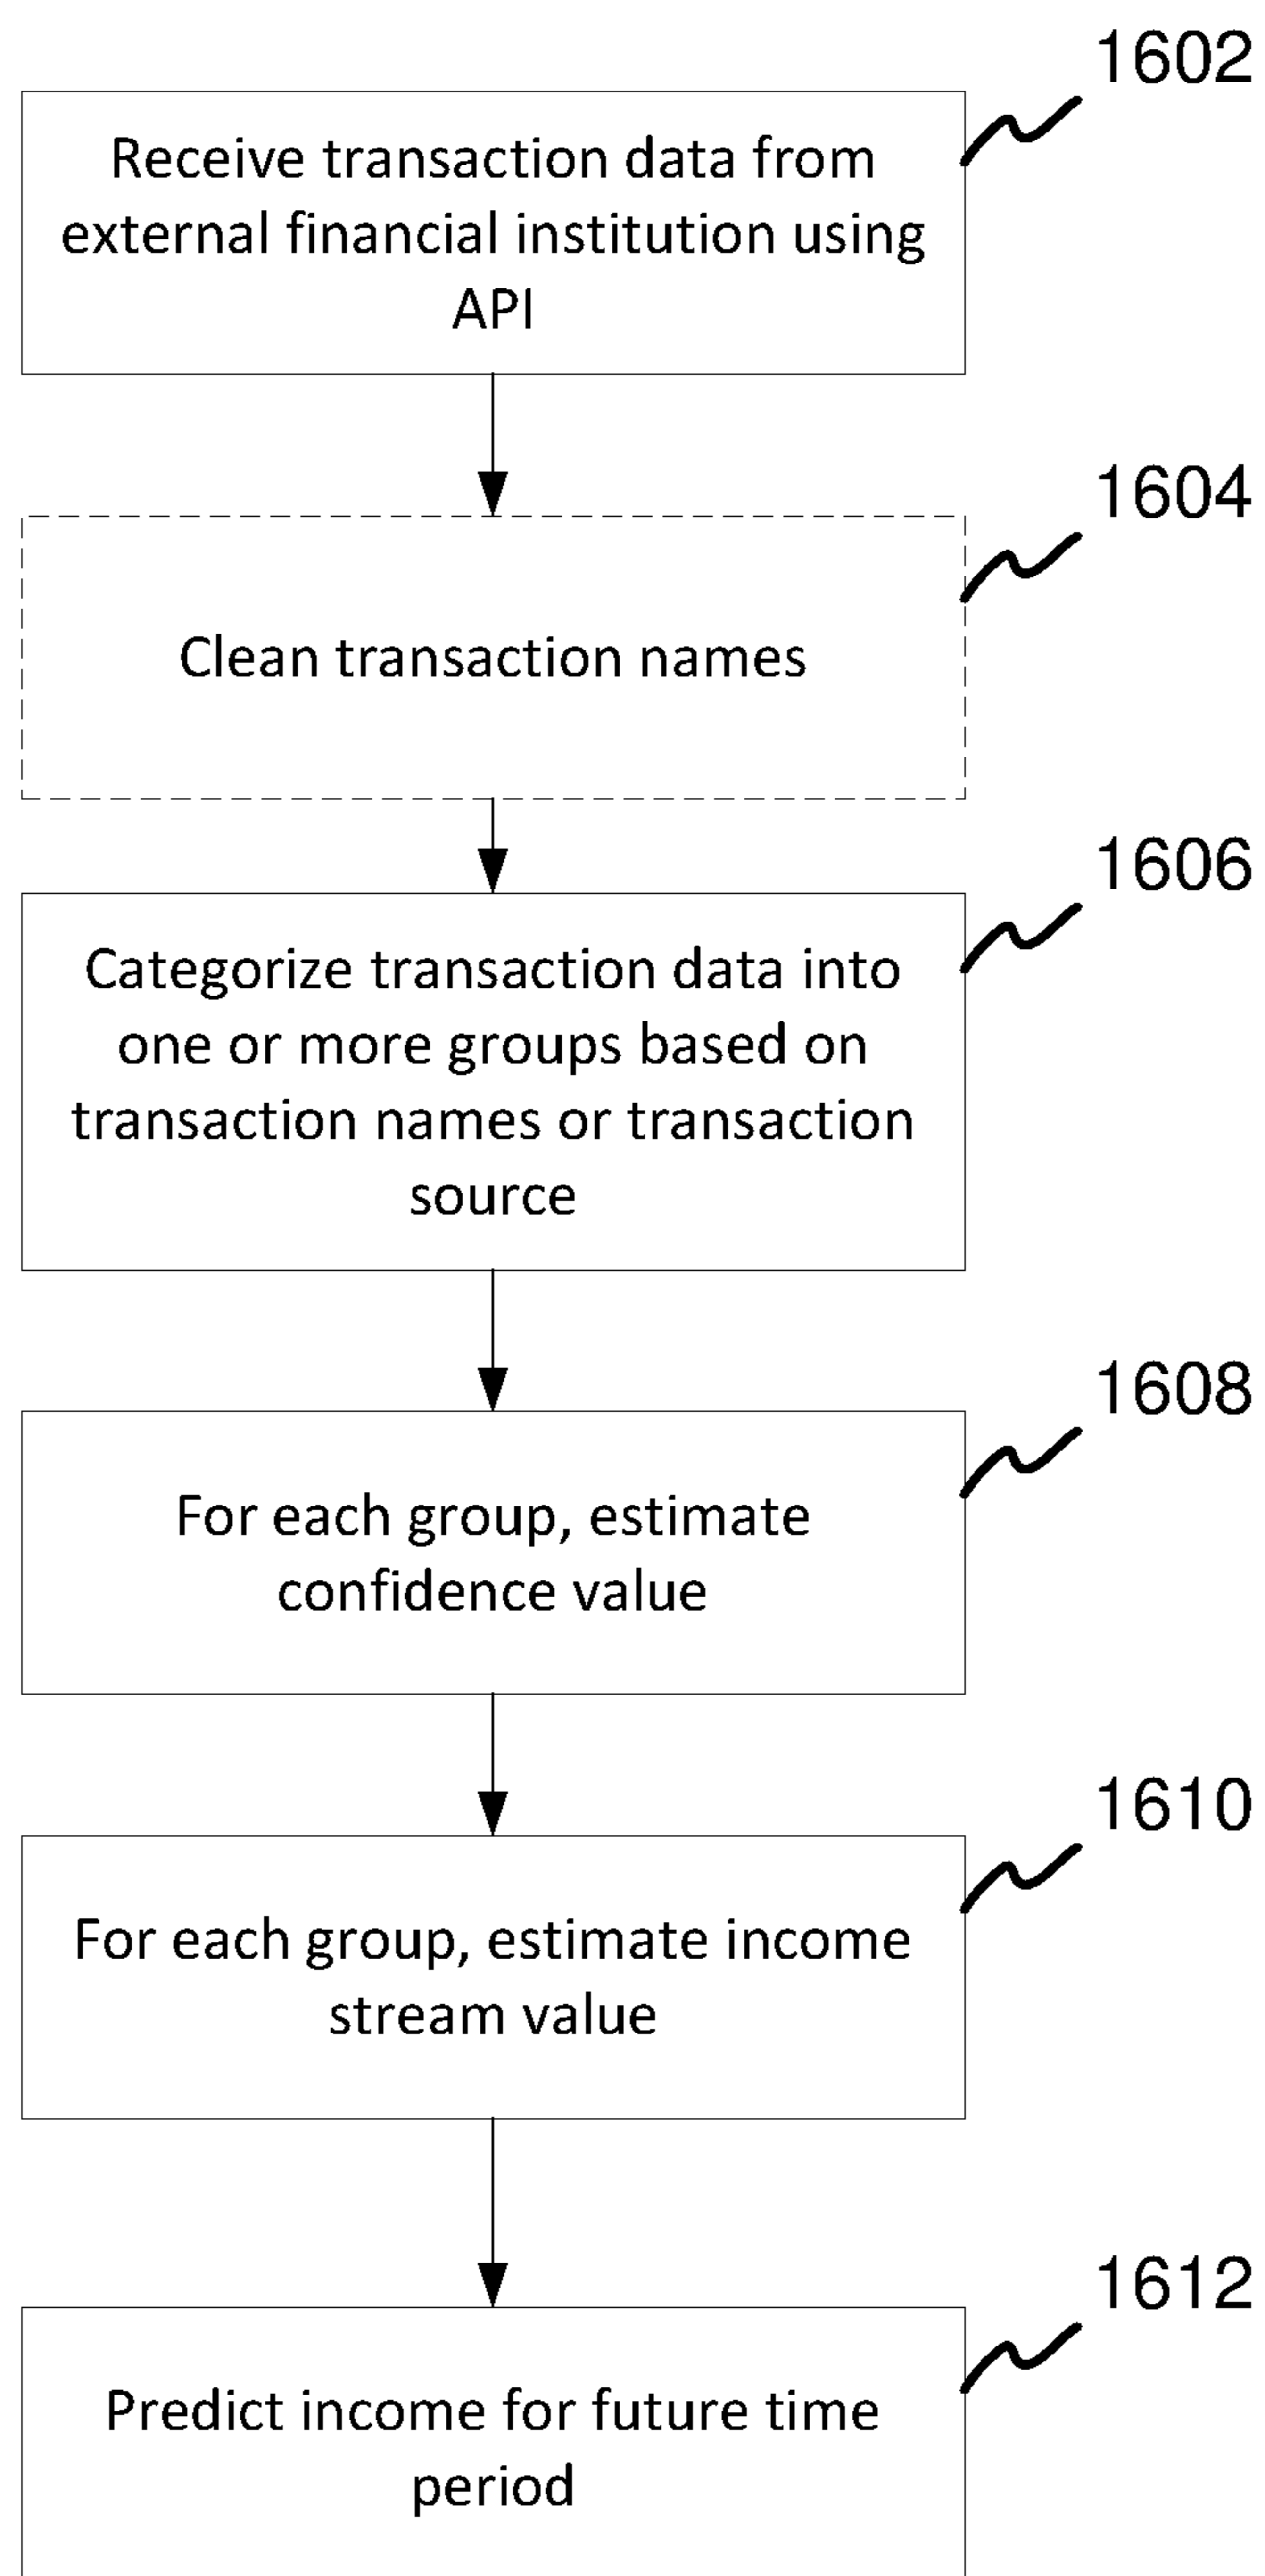 1602
Receive transaction data from
external financial institution using
API
1604
Clean transaction names
1606
Categorize transaction data into
one or more groups based on
transaction names or transaction
source
1608
For each group, estimate
confidence value
1610
For each group, estimate income
stream value
1612
Predict income for future time
period